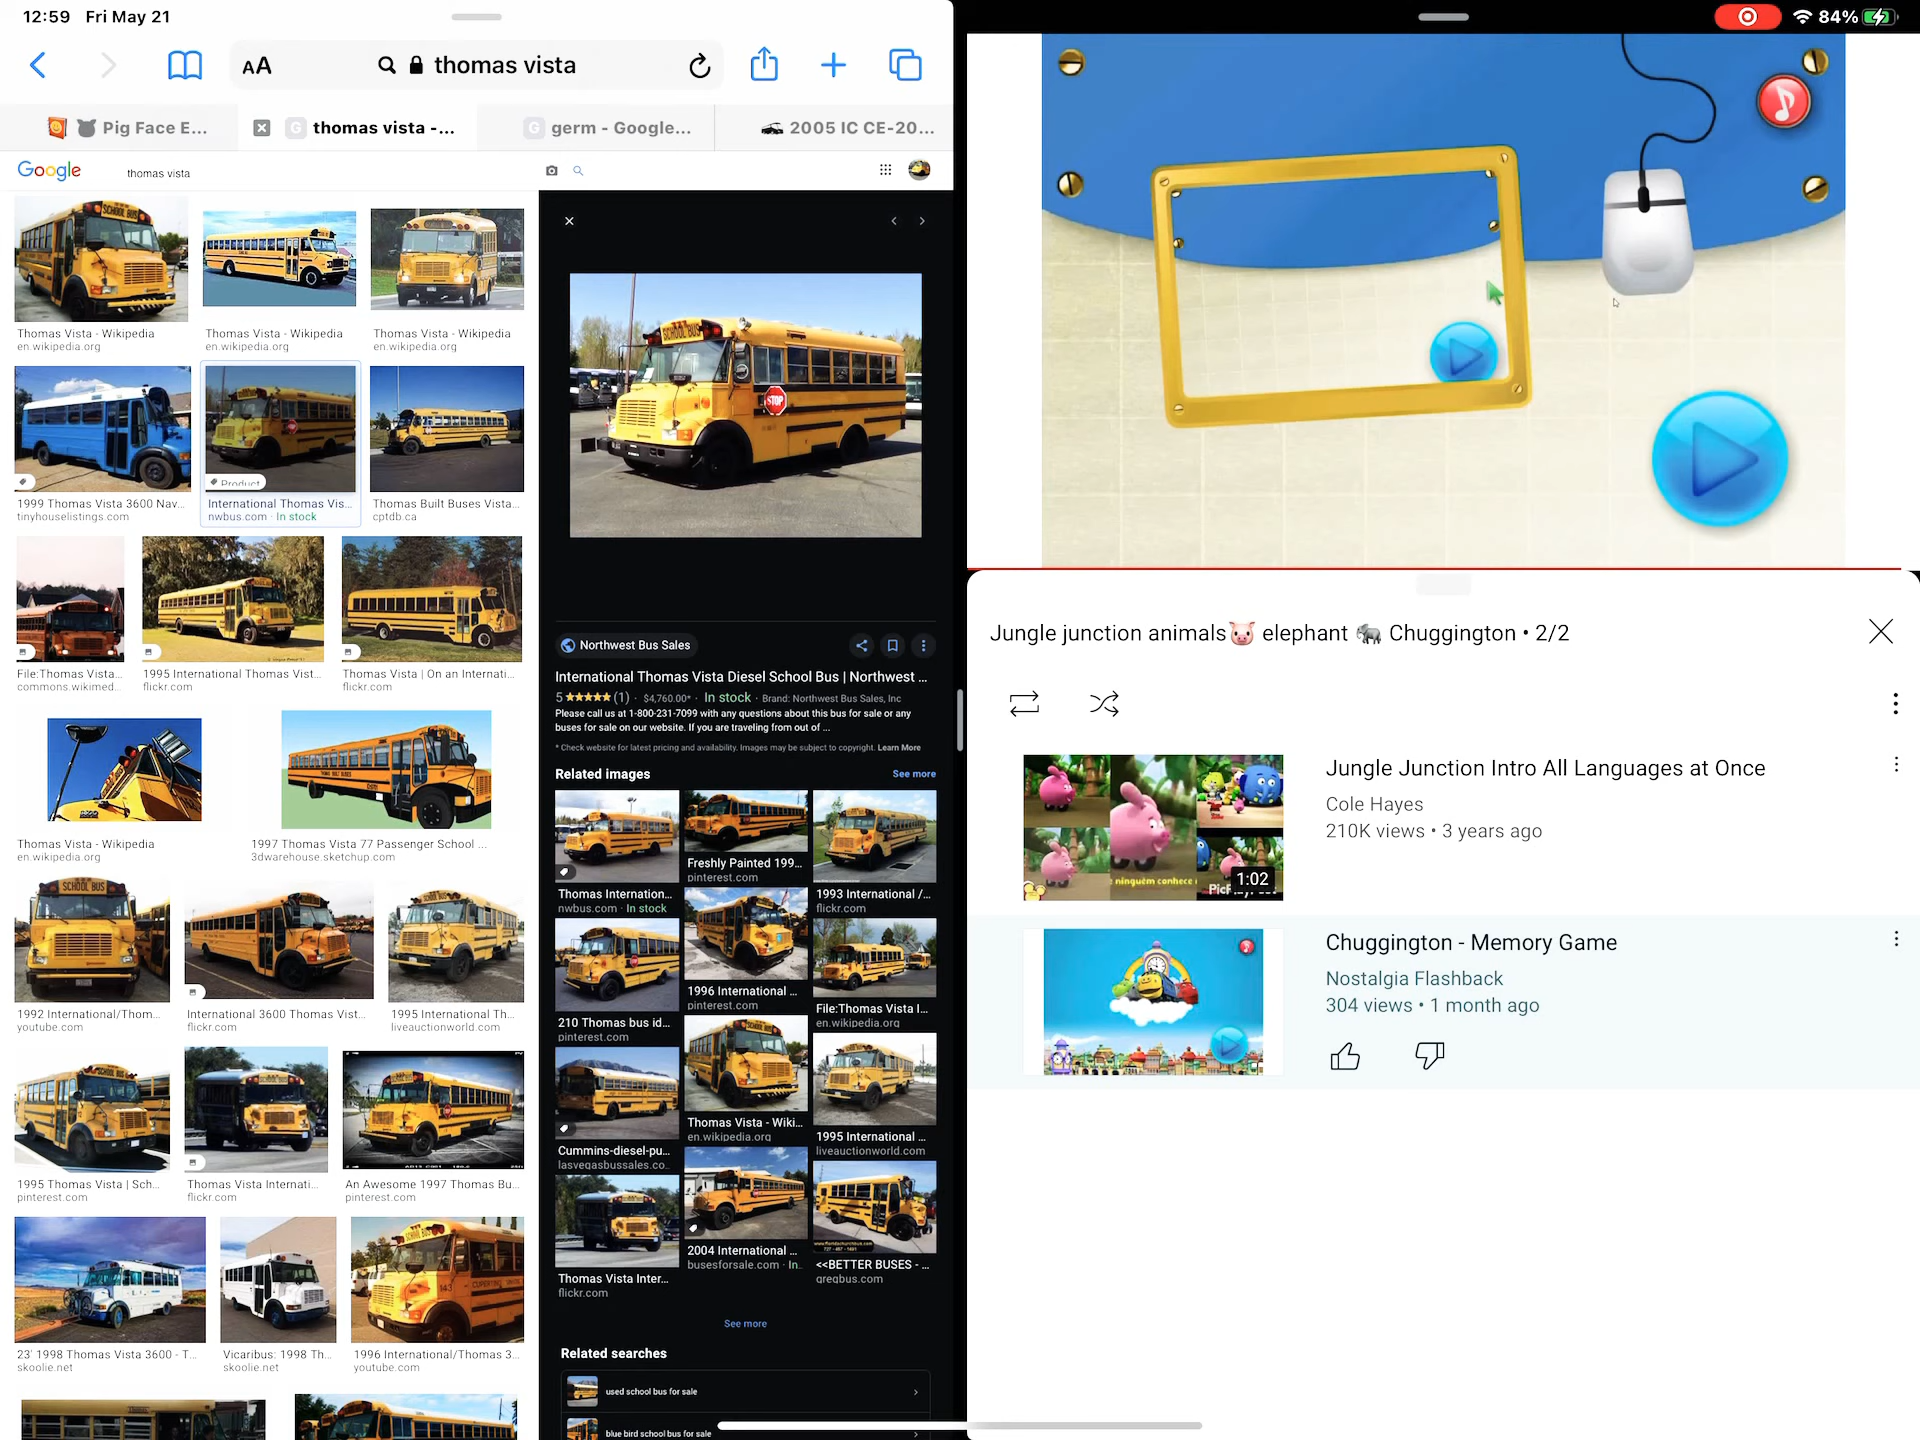 12:59 Fri May 21
84%
AA
thomas vista
Pig Face E...
thomas vista -...
germ - Google...
2005 IC CE-20...
Google
thomas vista
Thomas Vista - Wikipedia
en.wikipedia.org
Thomas Vista - Wikipedia
en.wikipedia.org
Thomas Vista - Wikipedia
en.wikipedia.org
1999 Thomas Vista 3600 Nav...
tinyhouselistings.com
Product
International Thomas Vis...
nwbus.com · In stock
Thomas Built Buses Vista...
cptdb.ca
File:Thomas Vista...
commons.wikimed...
1995 International Thomas Vist...
flickr.com
Thomas Vista | On an Internati...
flickr.com
Thomas Vista - Wikipedia
en.wikipedia.org
1997 Thomas Vista 77 Passenger School ...
3dwarehouse.sketchup.com
1992 International/Thom...
youtube.com
International 3600 Thomas Vist...
flickr.com
1995 International Th...
liveauctionworld.com
1995 Thomas Vista | Sch...
pinterest.com
Thomas Vista Internati...
flickr.com
An Awesome 1997 Thomas Bu...
pinterest.com
23' 1998 Thomas Vista 3600 - T...
skoolie.net
Vicaribus: 1998 Th...
skoolie.net
1996 International/Thomas 3...
youtube.com
SCHOOL BUS
STOP
Northwest Bus Sales
International Thomas Vista Diesel School Bus | Northwest ...
5 ★★★★★ (1) · $4,760.00* · In stock · Brand: Northwest Bus Sales, Inc
Please call us at 1-800-231-7099 with any questions about this bus for sale or any
buses for sale on our website. If you are traveling from out of ...
* Check website for latest pricing and availability. Images may be subject to copyright. Learn More
Related images
See more
Thomas Internation...
nwbus.com · In stock
Freshly Painted 199...
pinterest.com
1993 International /...
flickr.com
210 Thomas bus id...
pinterest.com
1996 International ...
pinterest.com
File:Thomas Vista I...
en.wikipedia.org
Cummins-diesel-pu...
lasvegasbussales.co..
Thomas Vista - Wiki...
en.wikipedia.org
1995 International ...
liveauctionworld.com
Thomas Vista Inter...
flickr.com
2004 International ...
busesforsale.com · In..
<<BETTER BUSES - ...
gregbus.com
See more
Related searches
used school bus for sale
blue bird school bus for sale
Jungle junction animals🐷 elephant 🐘 Chuggington • 2/2
Jungle Junction Intro All Languages at Once
Cole Hayes
210K views • 3 years ago
1:02
Chuggington - Memory Game
Nostalgia Flashback
304 views • 1 month ago